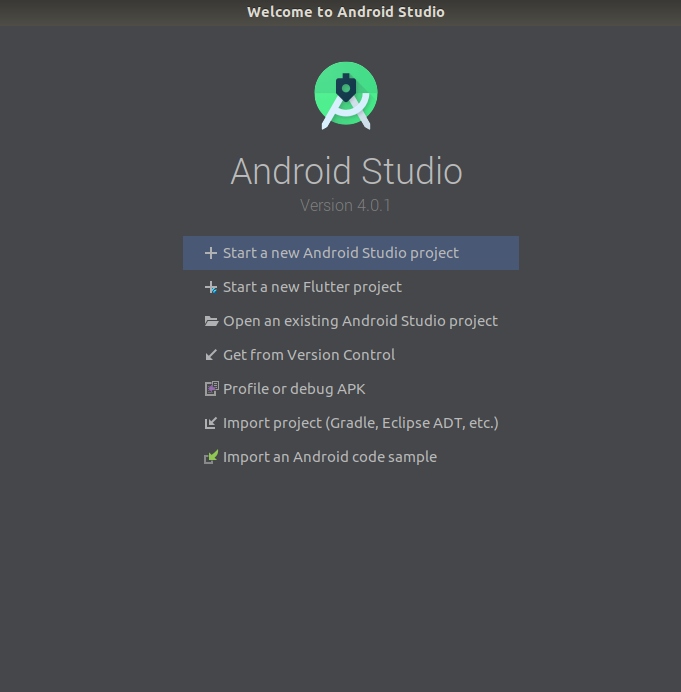 Welcome to Android Studio
Android Studio
Version 4.0.1
Start a new Android Studio project
Start a new Flutter project
Open an existing Android Studio project
Get from Version Control
Profile or debug APK
Import project (Gradle, Eclipse ADT, etc.)
Import an Android code sample